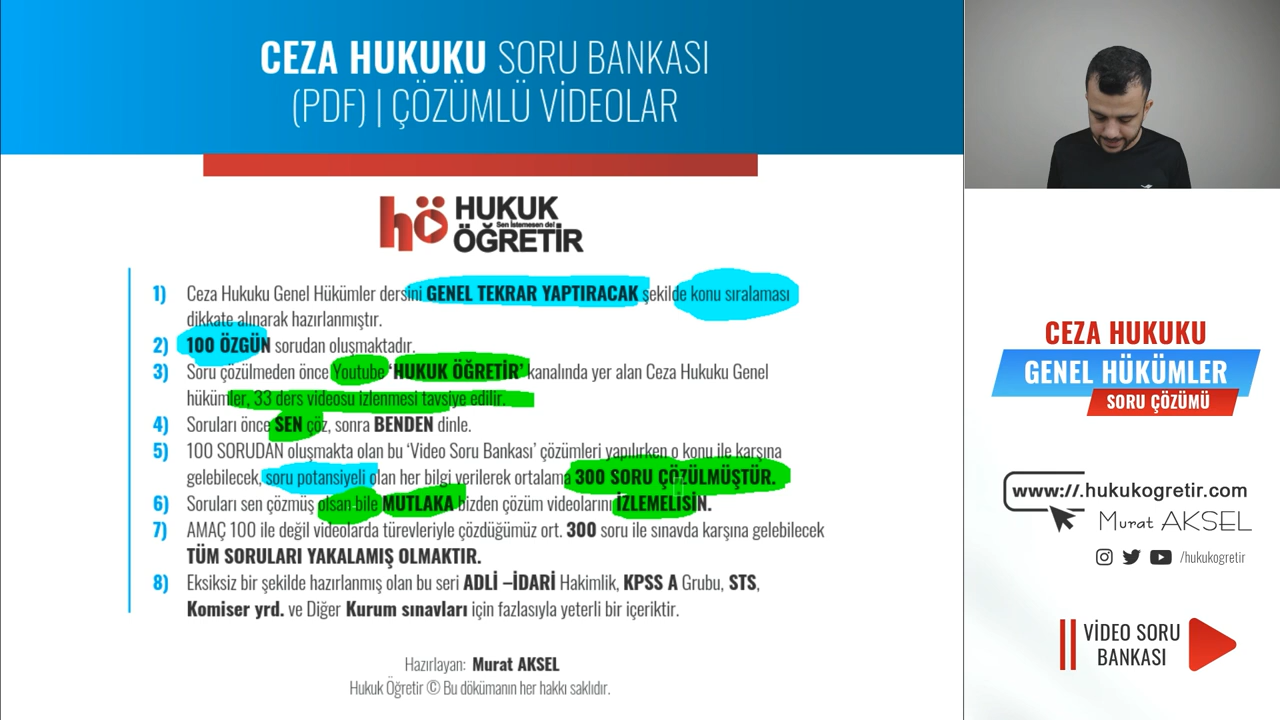 CEZA HUKUKU SORU BANKASI
(PDF) | ÇÖZÜMLÜ VİDEOLAR
hö HUKUK
Sen İstemesen de!
ÖĞRETİR
1) Ceza Hukuku Genel Hükümler dersini GENEL TEKRAR YAPTIRACAK şekilde konu sıralaması
dikkate alınarak hazırlanmıştır.
2) 100 ÖZGÜN sorudan oluşmaktadır.
3) Soru çözülmeden önce Youtube ‘HUKUK ÖĞRETİR’ kanalında yer alan Ceza Hukuku Genel
hükümler, 33 ders videosu izlenmesi tavsiye edilir.
4) Soruları önce SEN çöz, sonra BENDEN dinle.
5) 100 SORUDAN oluşmakta olan bu ‘Video Soru Bankası’ çözümleri yapılırken o konu ile karşına
gelebilecek, soru potansiyeli olan her bilgi verilerek ortalama 300 SORU ÇÖZÜLMÜŞTÜR.
6) Soruları sen çözmüş olsan bile MUTLAKA bizden çözüm videolarını İZLEMELİSİN.
7) AMAÇ 100 ile değil videolarda türevleriyle çözdüğümüz ort. 300 soru ile sınavda karşına gelebilecek
TÜM SORULARI YAKALAMIŞ OLMAKTIR.
8) Eksiksiz bir şekilde hazırlanmış olan bu seri ADLİ –İDARİ Hakimlik, KPSS A Grubu, STS,
Komiser yrd. ve Diğer Kurum sınavları için fazlasıyla yeterli bir içeriktir.
Hazırlayan: Murat AKSEL
Hukuk Öğretir © Bu dökümanın her hakkı saklıdır.
CEZA HUKUKU
GENEL HÜKÜMLER
SORU ÇÖZÜMÜ
www://.hukukogretir.com
Murat AKSEL
/hukukogretir
VİDEO SORU
BANKASI